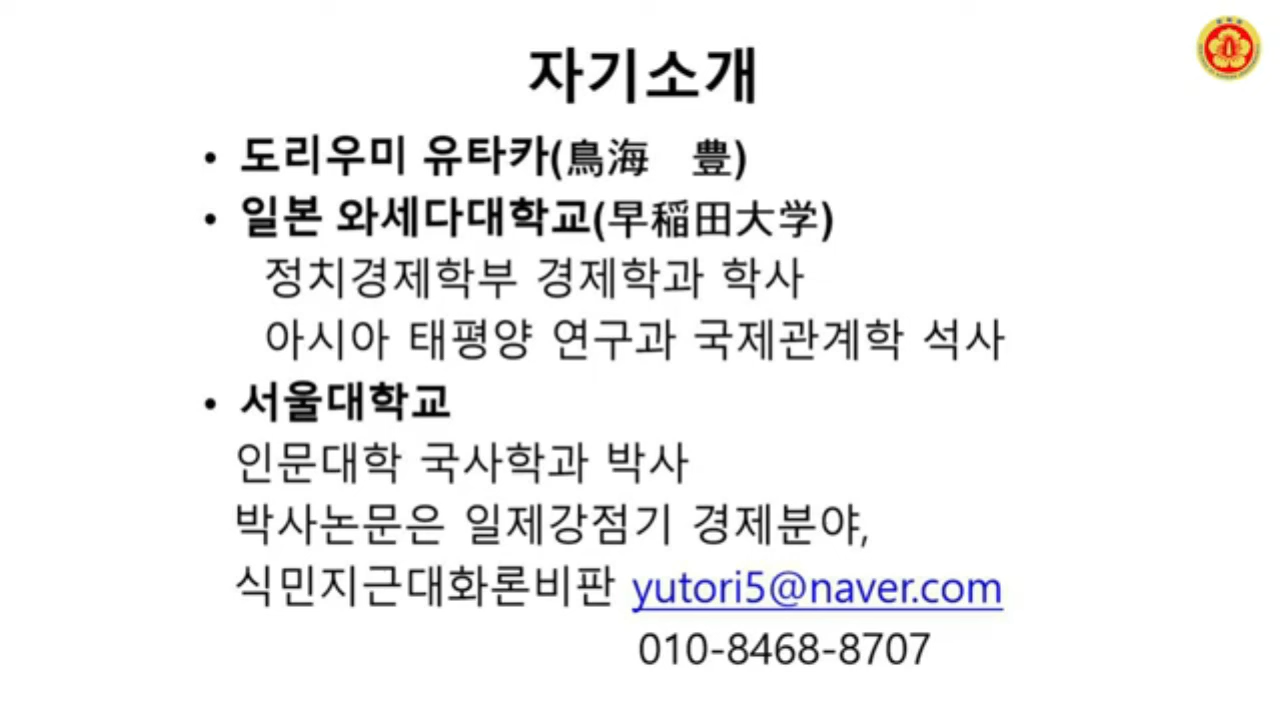 자기소개
• 도리우미 유타카(鳥海　豊)
• 일본 와세다대학교(早稲田大学)
정치경제학부 경제학과 학사
아시아 태평양 연구과 국제관계학 석사
• 서울대학교
인문대학 국사학과 박사
박사논문은 일제강점기 경제분야,
식민지근대화론비판 yutori5@naver.com
010-8468-8707